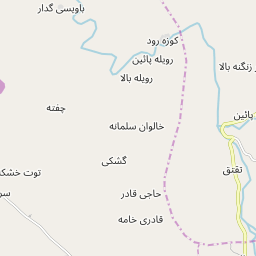 باویسی گدار
کوزه رود
رویله پائین
زنگنه بالا
رویله بالا
چفته
پائین
خالوان سلمانه
گشکی
تقتق
توت خشک
حاجی قادر
قادری خامه